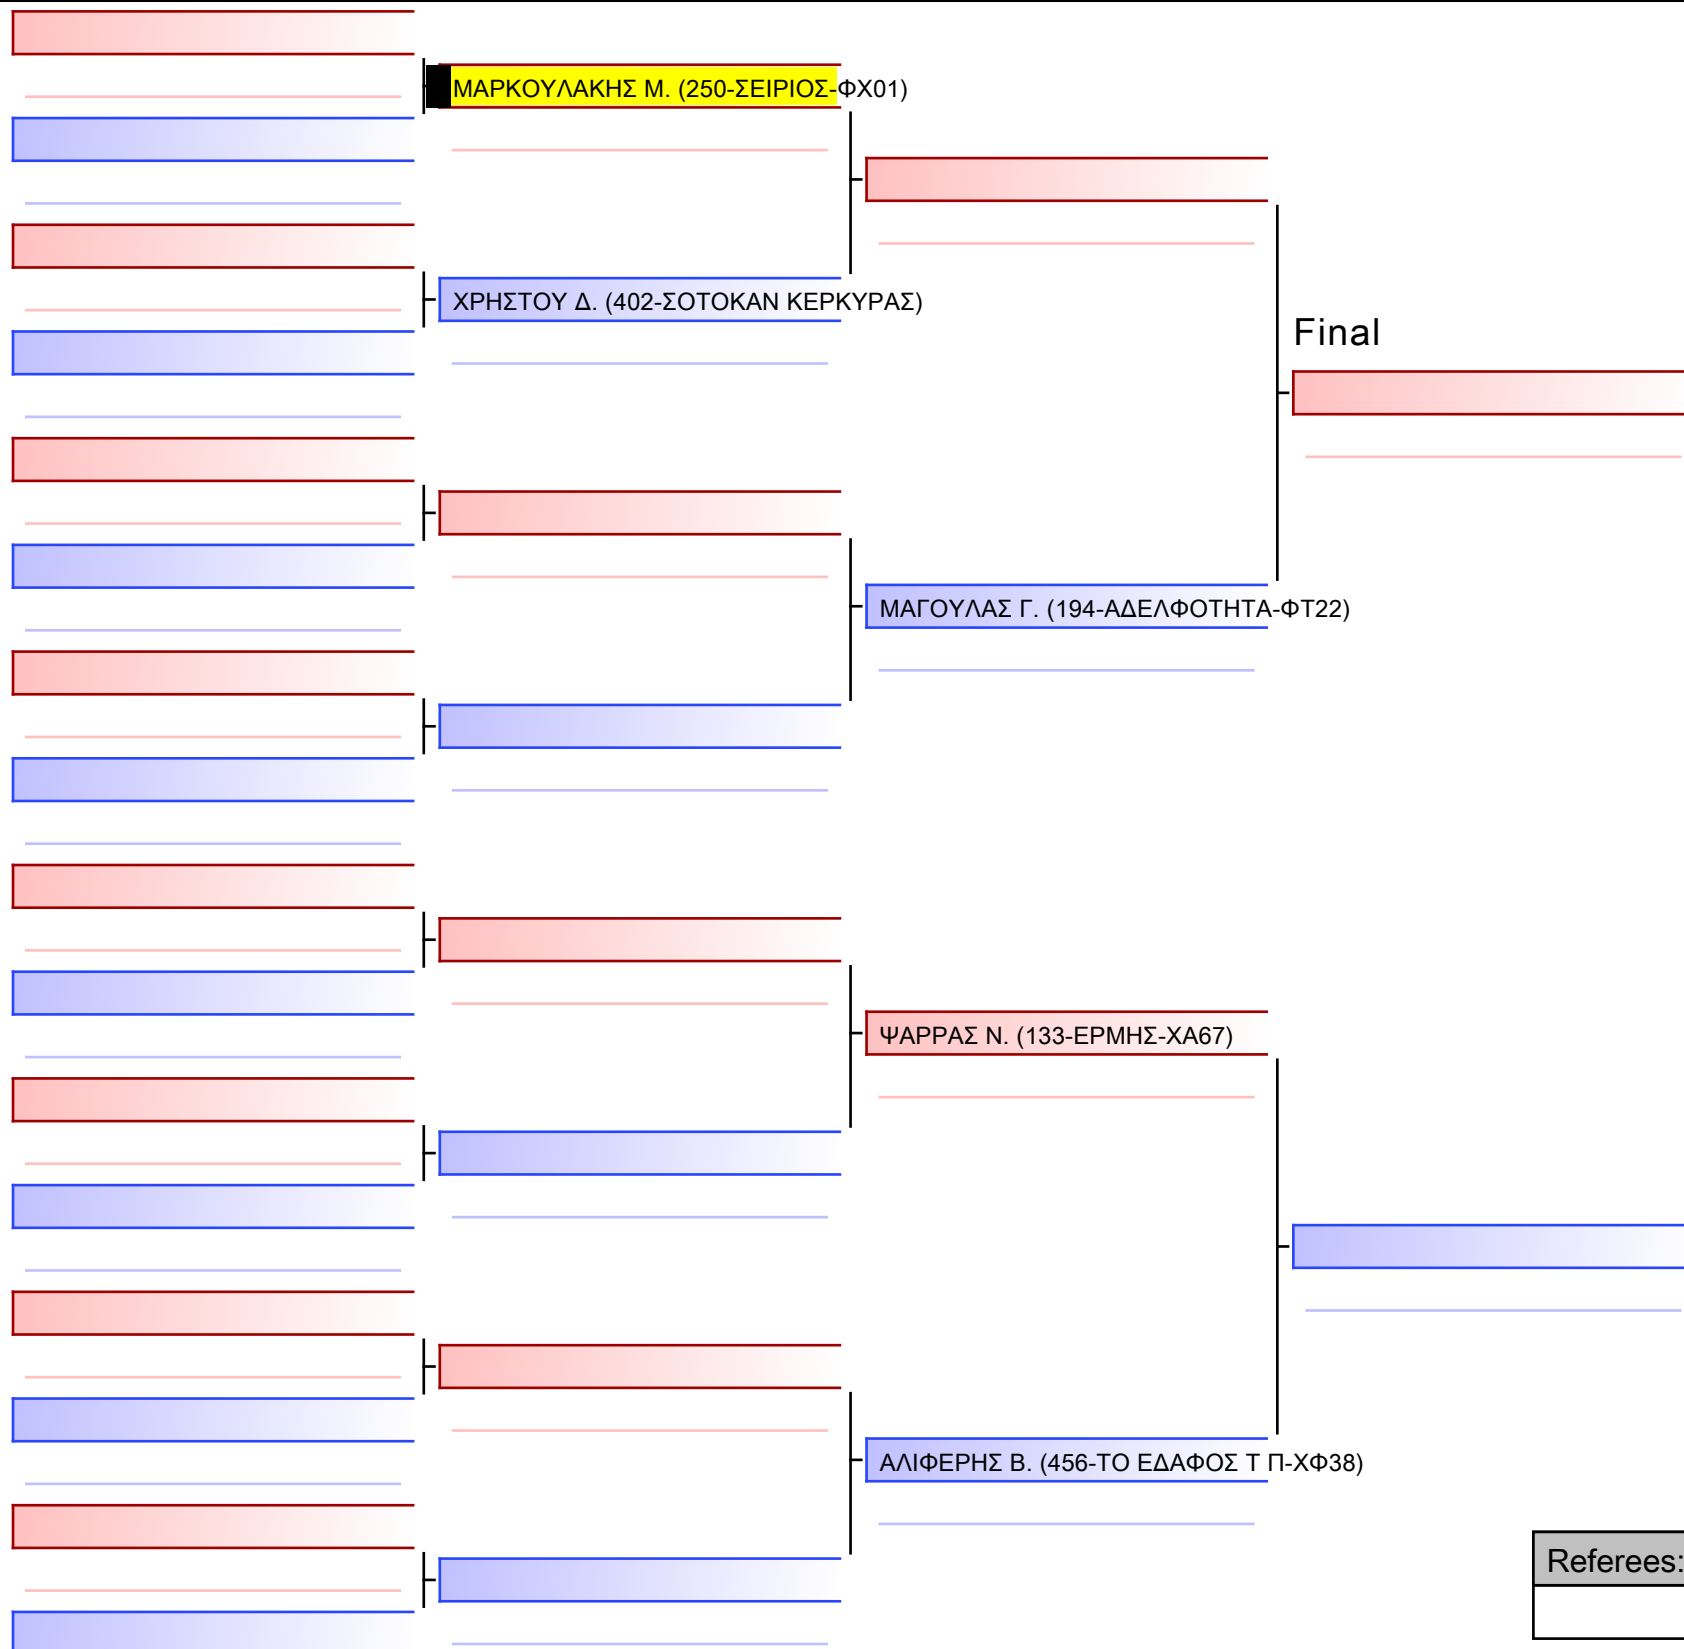 ΜΑΡΚΟΥΛΑΚΗΣ Μ. (250-ΣΕΙΡΙΟΣ-ΦΧ01)
ΧΡΗΣΤΟΥ Δ. (402-ΣΟΤΟΚΑΝ ΚΕΡΚΥΡΑΣ)
Final
ΜΑΓΟΥΛΑΣ Γ. (194-ΑΔΕΛΦΟΤΗΤΑ-ΦΤ22)
ΨΑΡΡΑΣ Ν. (133-ΕΡΜΗΣ-ΧΑ67)
ΑΛΙΦΕΡΗΣ Β. (456-ΤΟ ΕΔΑΦΟΣ Τ Π-ΧΦ38)
Referees: